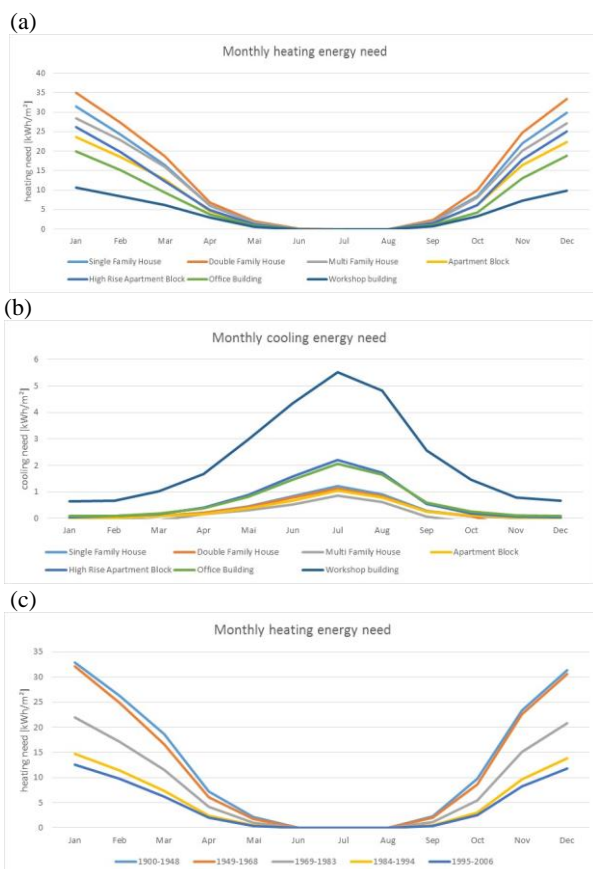 (a)
Monthly heating energy need
heating need [kWh/m²]
40
35
30
25
20
15
10
5
0
Jan Feb Mar Apr Mai Jun Jul Aug Sep Oct Nov Dec
Single Family House Double Family House Multi Family House Apartment Block
High Rise Apartment Block Office Building Workshop building
(b)
Monthly cooling energy need
cooling need [kWh/m²]
6
5
4
3
2
1
0
Jan Feb Mar Apr Mai Jun Jul Aug Sep Oct Nov Dec
Single Family House Double Family House Multi Family House Apartment Block
High Rise Apartment Block Office Building Workshop building
(c)
Monthly heating energy need
heating need [kWh/m²]
35
30
25
20
15
10
5
0
Jan Feb Mar Apr Mai Jun Jul Aug Sep Oct Nov Dec
1900-1948 1949-1968 1969-1983 1984-1994 1995-2006